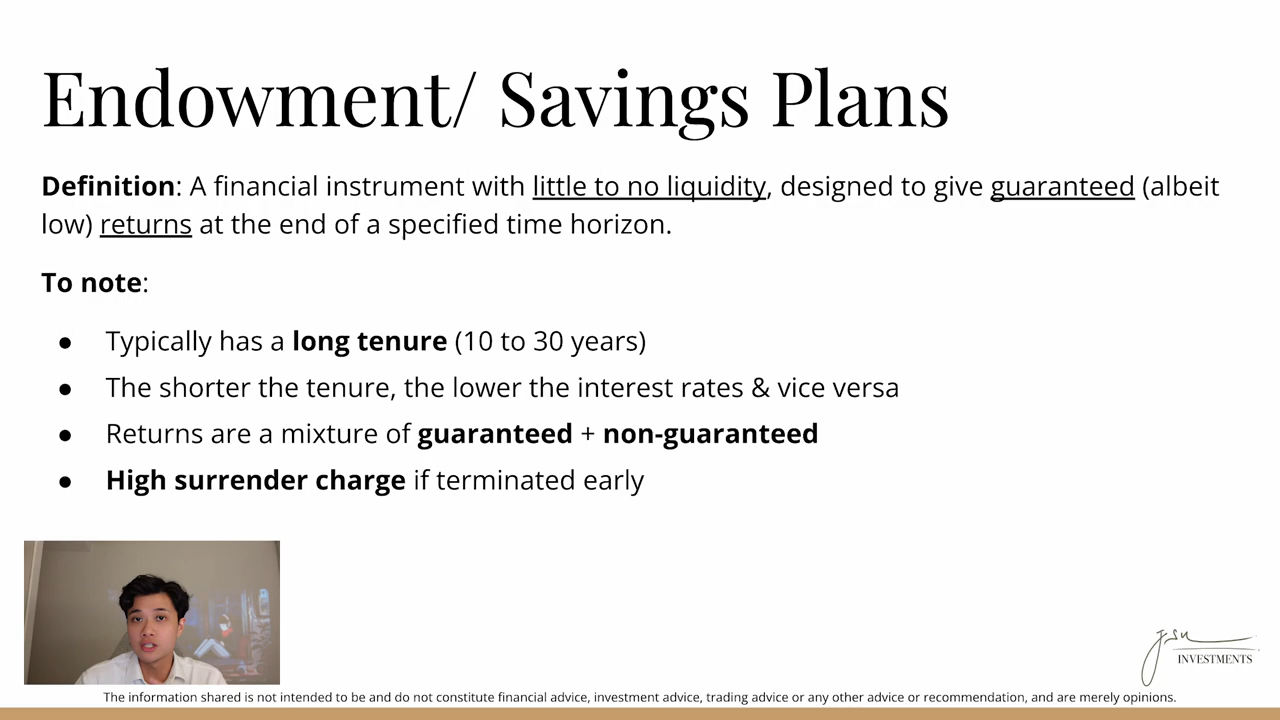 Endowment/ Savings Plans
Definition: A financial instrument with little to no liquidity, designed to give guaranteed (albeit
low) returns at the end of a specified time horizon.
To note:
● Typically has a long tenure (10 to 30 years)
● The shorter the tenure, the lower the interest rates & vice versa
● Returns are a mixture of guaranteed + non-guaranteed
● High surrender charge if terminated early
INVESTMENTS
The information shared is not intended to be and do not constitute financial advice, investment advice, trading advice or any other advice or recommendation, and are merely opinions.